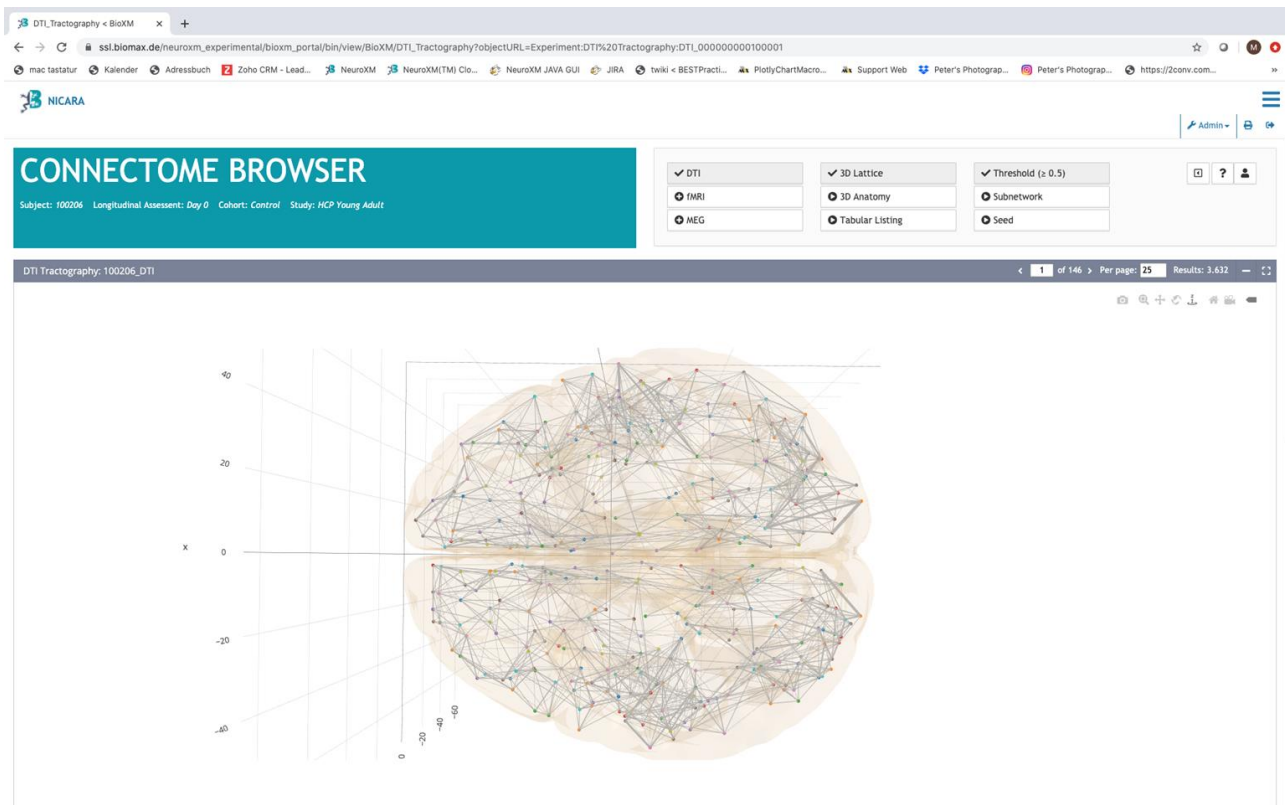 DTI_Tractography < BioXM
ssl.biomax.de/neuroxm_experimental/bioxm_portal/bin/view/BioXM/DTI_Tractography?objectURL=Experiment:DTI%20Tractography:DTI_000000000100001
M
mac tastatur Kalender Adressbuch Zoho CRM - Lead... NeuroXM NeuroXM(TM) Clo... NeuroXM JAVA GUI JIRA twiki < BESTPracti... PlotlyChartMacro... Support Web Peter's Photograp... Peter's Photograp... https://2conv.com... »
NICARA
Admin
CONNECTOME BROWSER
Subject: 100206 Longitudinal Assesment: Day 0 Cohort: Control Study: HCP Young Adult
DTI 3D Lattice Threshold (≥ 0.5) ?
fMRI 3D Anatomy Subnetwork
MEG Tabular Listing Seed
DTI Tractography: 100206_DTI < 1 of 146 > Per page: 25 Results: 3.632
40
20
x 0
-20
-40
0 -20 -40 -60